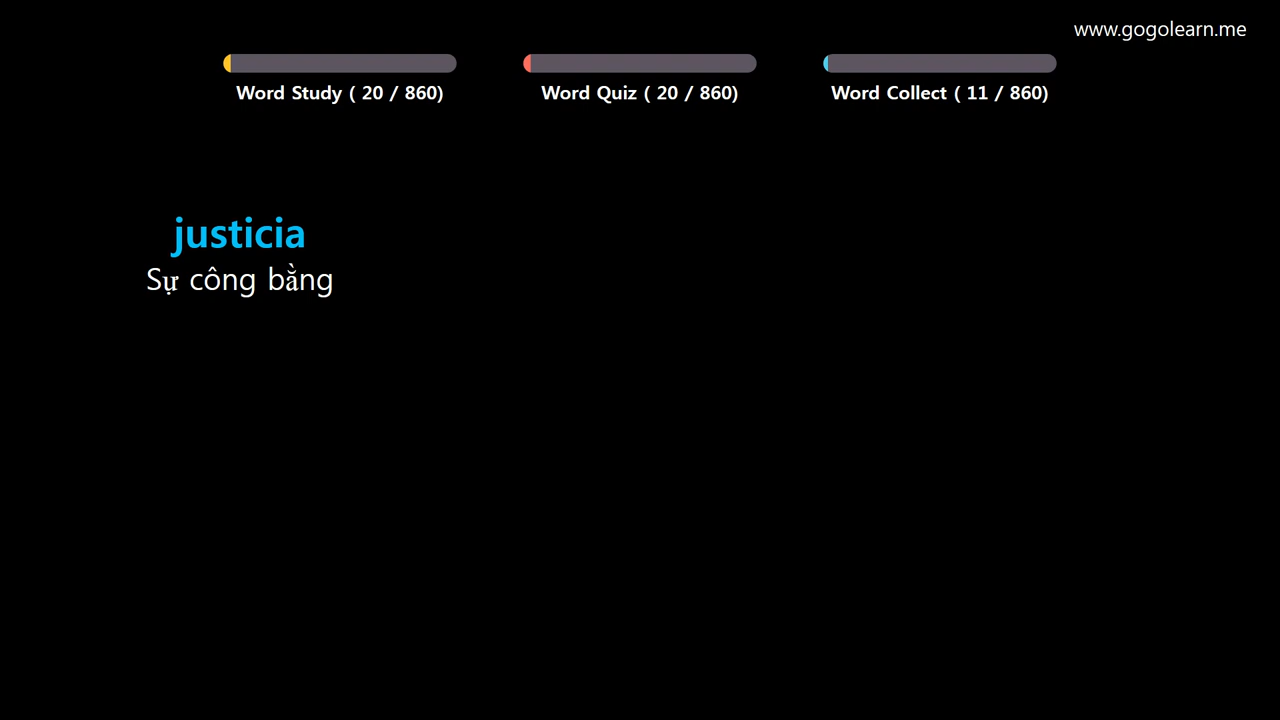 www.gogolearn.me
Word Study ( 20 / 860)
Word Quiz ( 20 / 860)
Word Collect ( 11 / 860)
justicia
Sự công bằng